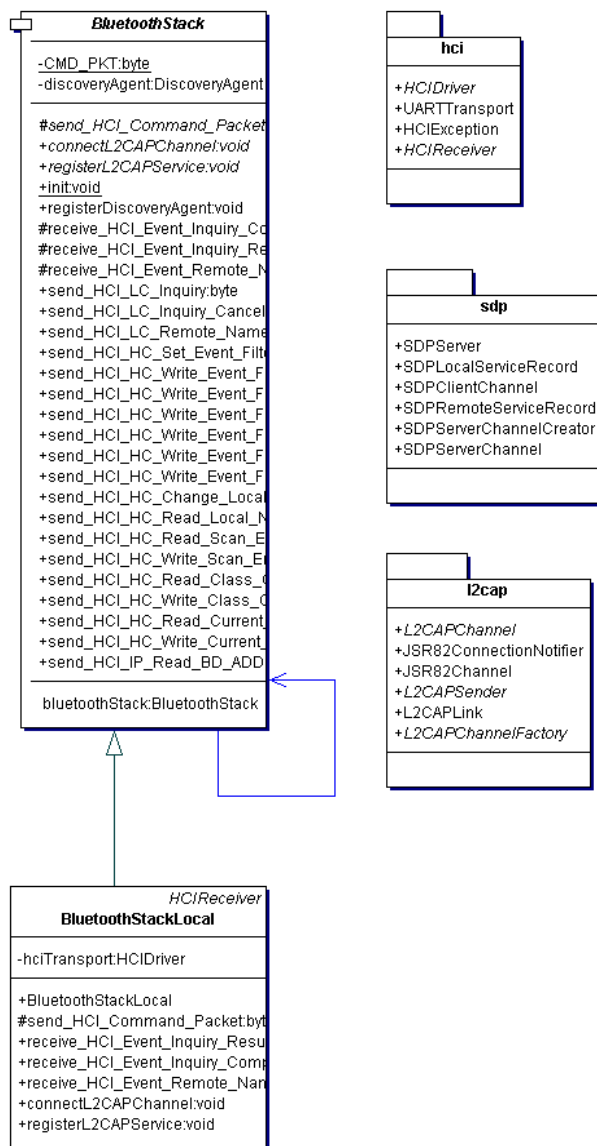 BluetoothStack
-CMD_PKT:byte
-discoveryAgent:DiscoveryAgent
#send_HCI_Command_Packet
+connectL2CAPChannel:void
+registerL2CAPService:void
+init:void
+registerDiscoveryAgent:void
#receive_HCI_Event_Inquiry_Co
#receive_HCI_Event_Inquiry_Re
#receive_HCI_Event_Remote_N
+send_HCI_LC_Inquiry:byte
+send_HCI_LC_Inquiry_Cancel
+send_HCI_LC_Remote_Name
+send_HCI_HC_Set_Event_Filte
+send_HCI_HC_Write_Event_F
+send_HCI_HC_Write_Event_F
+send_HCI_HC_Write_Event_F
+send_HCI_HC_Write_Event_F
+send_HCI_HC_Write_Event_F
+send_HCI_HC_Write_Event_F
+send_HCI_HC_Change_Local
+send_HCI_HC_Read_Local_N
+send_HCI_HC_Read_Scan_E
+send_HCI_HC_Write_Scan_E
+send_HCI_HC_Read_Class_C
+send_HCI_HC_Write_Class_C
+send_HCI_HC_Read_Current_
+send_HCI_HC_Write_Current_
+send_HCI_IP_Read_BD_ADD
bluetoothStack:BluetoothStack
hci
+HCIDriver
+UARTTransport
+HCIException
+HCIReceiver
sdp
+SDPServer
+SDPLocalServiceRecord
+SDPClientChannel
+SDPRemoteServiceRecord
+SDPServerChannelCreator
+SDPServerChannel
l2cap
+L2CAPChannel
+JSR82ConnectionNotifier
+JSR82Channel
+L2CAPSender
+L2CAPLink
+L2CAPChannelFactory
HCIReceiver
BluetoothStackLocal
-hciTransport:HCIDriver
+BluetoothStackLocal
#send_HCI_Command_Packet:byt
+receive_HCI_Event_Inquiry_Resu
+receive_HCI_Event_Inquiry_Comp
+receive_HCI_Event_Remote_Nan
+connectL2CAPChannel:void
+registerL2CAPService:void